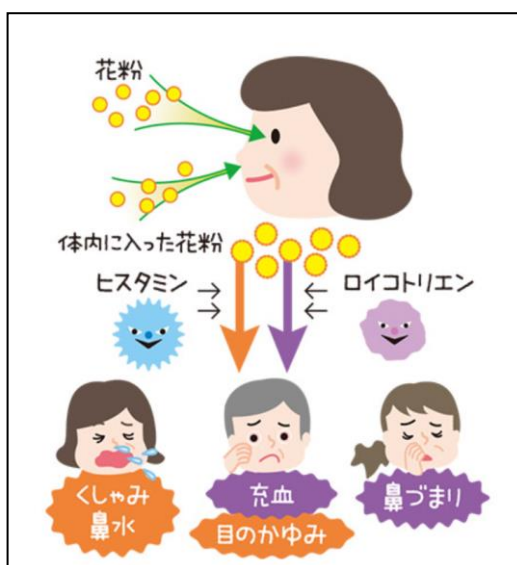 花粉
体内に入った花粉
ヒスタミン
ロイコトリエン
くしゃみ
鼻水
充血
目のかゆみ
鼻づまり